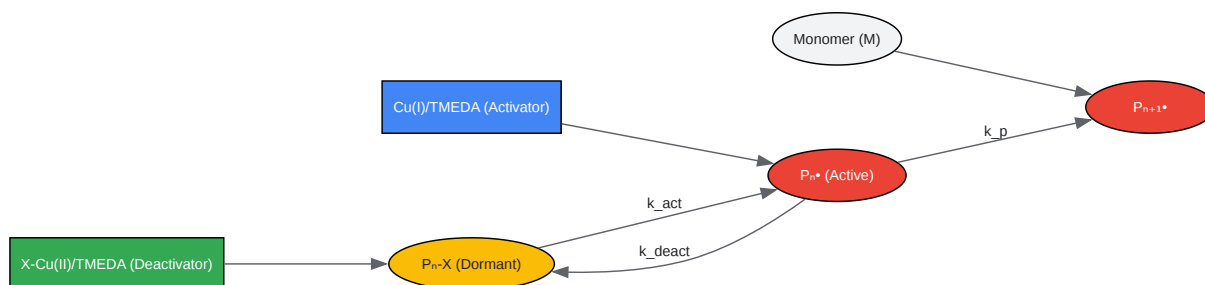 Monomer (M)
Cu(I)/TMEDA (Activator)
Pₙ₊₁•
k_p
Pₙ• (Active)
k_act
k_deact
X-Cu(II)/TMEDA (Deactivator)
Pₙ-X (Dormant)